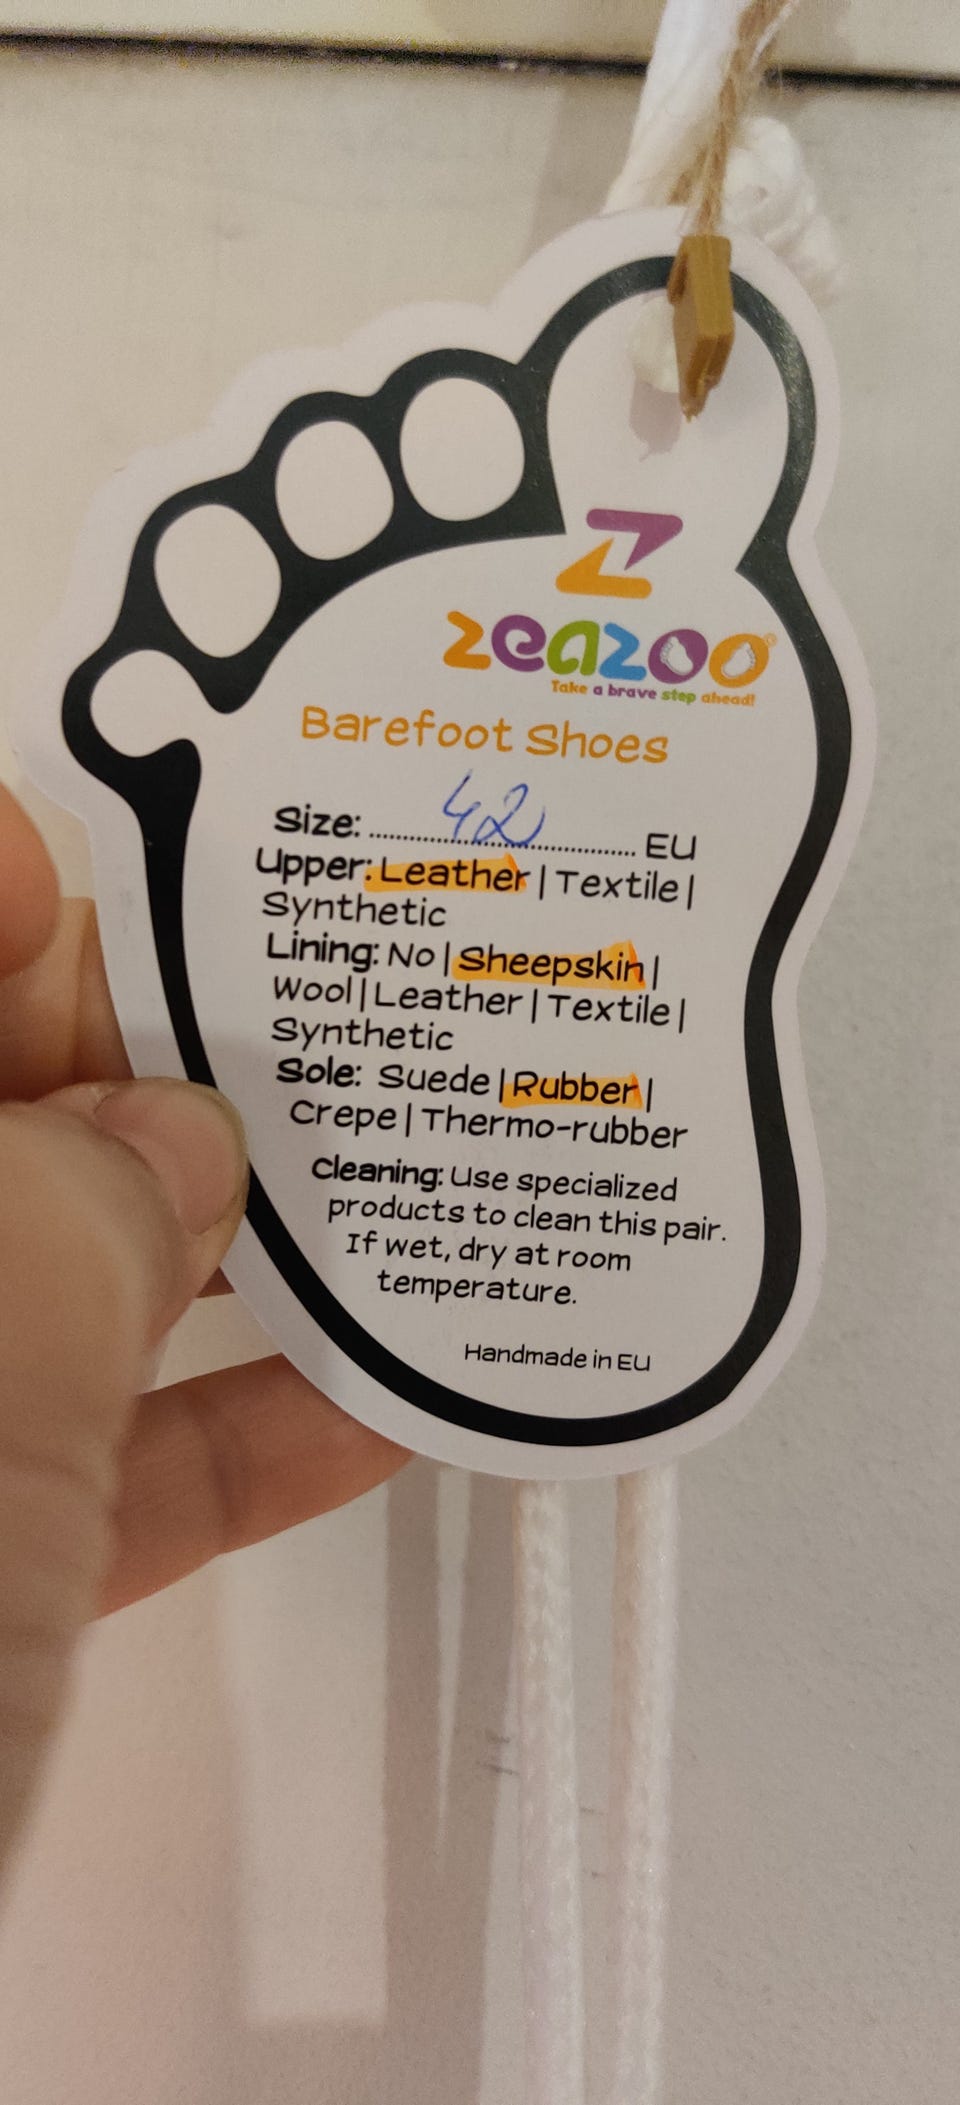 zeazoo®
Take a brave step ahead!
Barefoot Shoes
Size: 42 EU
Upper: Leather | Textile |
Synthetic
Lining: No | Sheepskin |
Wool | Leather | Textile |
Synthetic
Sole: Suede | Rubber |
Crepe | Thermo-rubber
Cleaning: Use specialized
products to clean this pair.
If wet, dry at room
temperature.
Handmade in EU